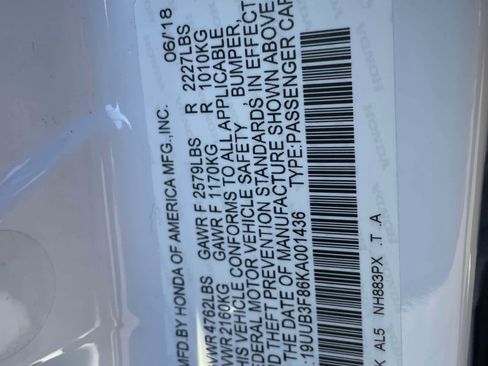 MFD.BY HONDA OF AMERICA MFG.,INC. 06/18
GVWR 4762LBS GAWR F 2579LBS R 2227LBS
GVWR 2160KG GAWR F 1170KG R 1010KG
THIS VEHICLE CONFORMS TO ALL APPLICABLE
FEDERAL MOTOR VEHICLE SAFETY, BUMPER,
AND THEFT PREVENTION STANDARDS IN EFFECT
THE DATE OF MANUFACTURE SHOWN ABOVE
:19UUB3F86KA001436 TYPE:PASSENGER CAR
K AL5 NH883PX .T A